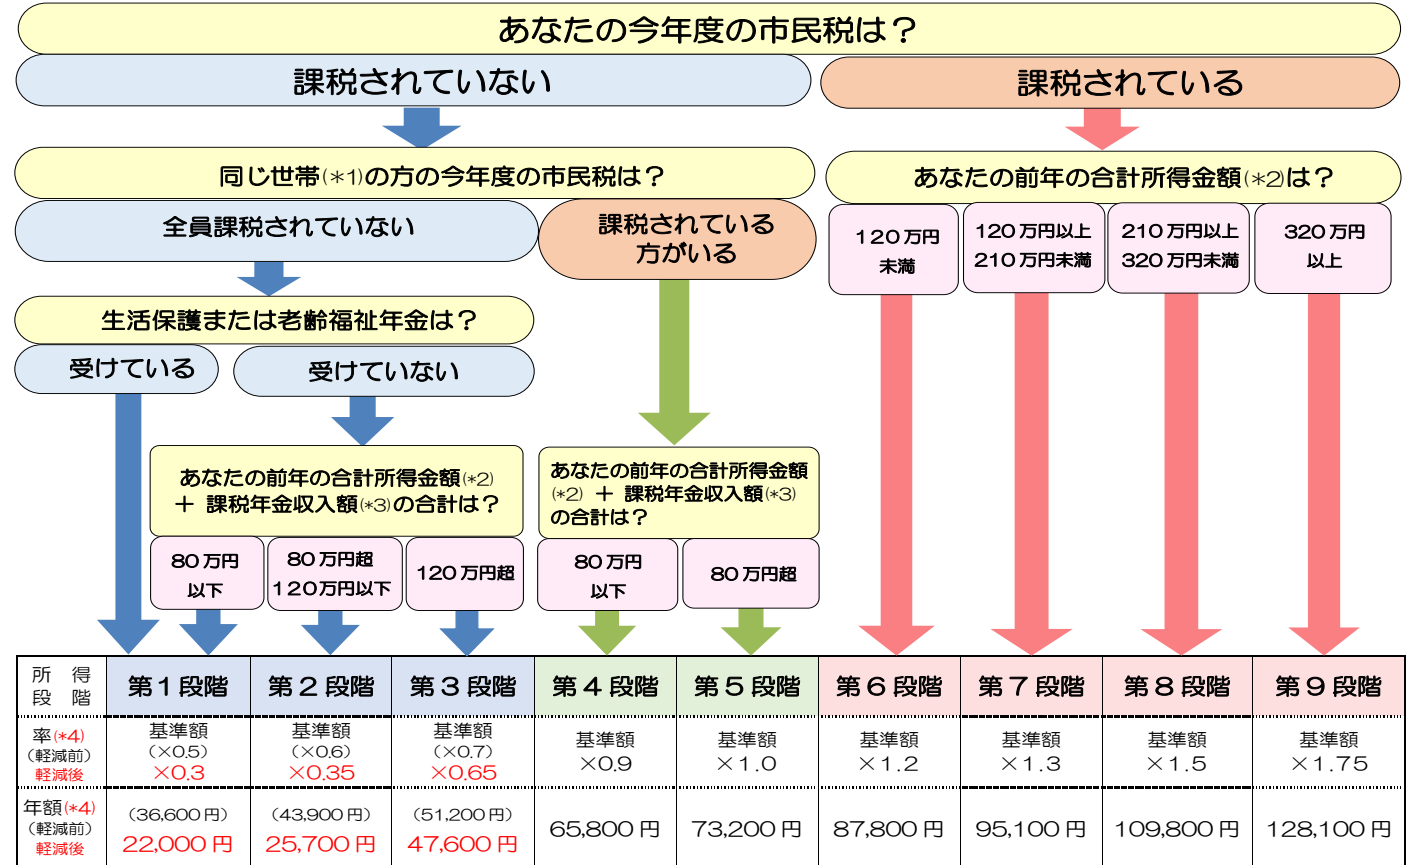 あなたの今年度の市民税は？
課税されていない
課税されている
同じ世帯(*1)の方の今年度の市民税は？
あなたの前年の合計所得金額(*2)は？
全員課税されていない
課税されている
方がいる
120万円
未満
120万円以上
210万円未満
210万円以上
320万円未満
320万円
以上
生活保護または老齢福祉年金は？
受けている
受けていない
あなたの前年の合計所得金額(*2)
＋ 課税年金収入額(*3)の合計は？
あなたの前年の合計所得金額
(*2) ＋ 課税年金収入額(*3)
の合計は？
80万円
以下
80万円超
120万円以下
120万円超
80万円
以下
80万円超
所　得
段　階
第1段階
第2段階
第3段階
第4段階
第5段階
第6段階
第7段階
第8段階
第9段階
率(*4)
（軽減前）
軽減後
基準額
（×0.5）
×0.3
基準額
（×0.6）
×0.35
基準額
（×0.7）
×0.65
基準額
×0.9
基準額
×1.0
基準額
×1.2
基準額
×1.3
基準額
×1.5
基準額
×1.75
年額(*4)
（軽減前）
軽減後
（36,600円）
22,000円
（43,900円）
25,700円
（51,200円）
47,600円
65,800円
73,200円
87,800円
95,100円
109,800円
128,100円